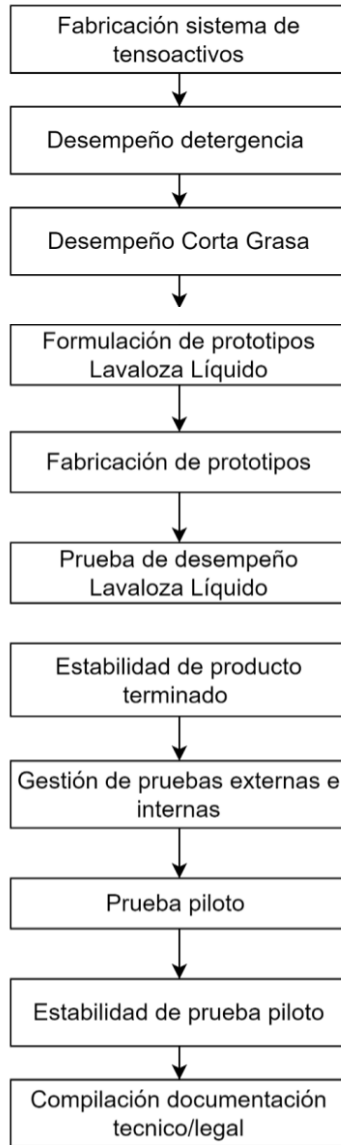 Fabricación sistema de
tensoactivos
Desempeño detergencia
Desempeño Corta Grasa
Formulación de prototipos
Lavaloza Líquido
Fabricación de prototipos
Prueba de desempeño
Lavaloza Líquido
Estabilidad de producto
terminado
Gestión de pruebas externas e
internas
Prueba piloto
Estabilidad de prueba piloto
Compilación documentación
tecnico/legal